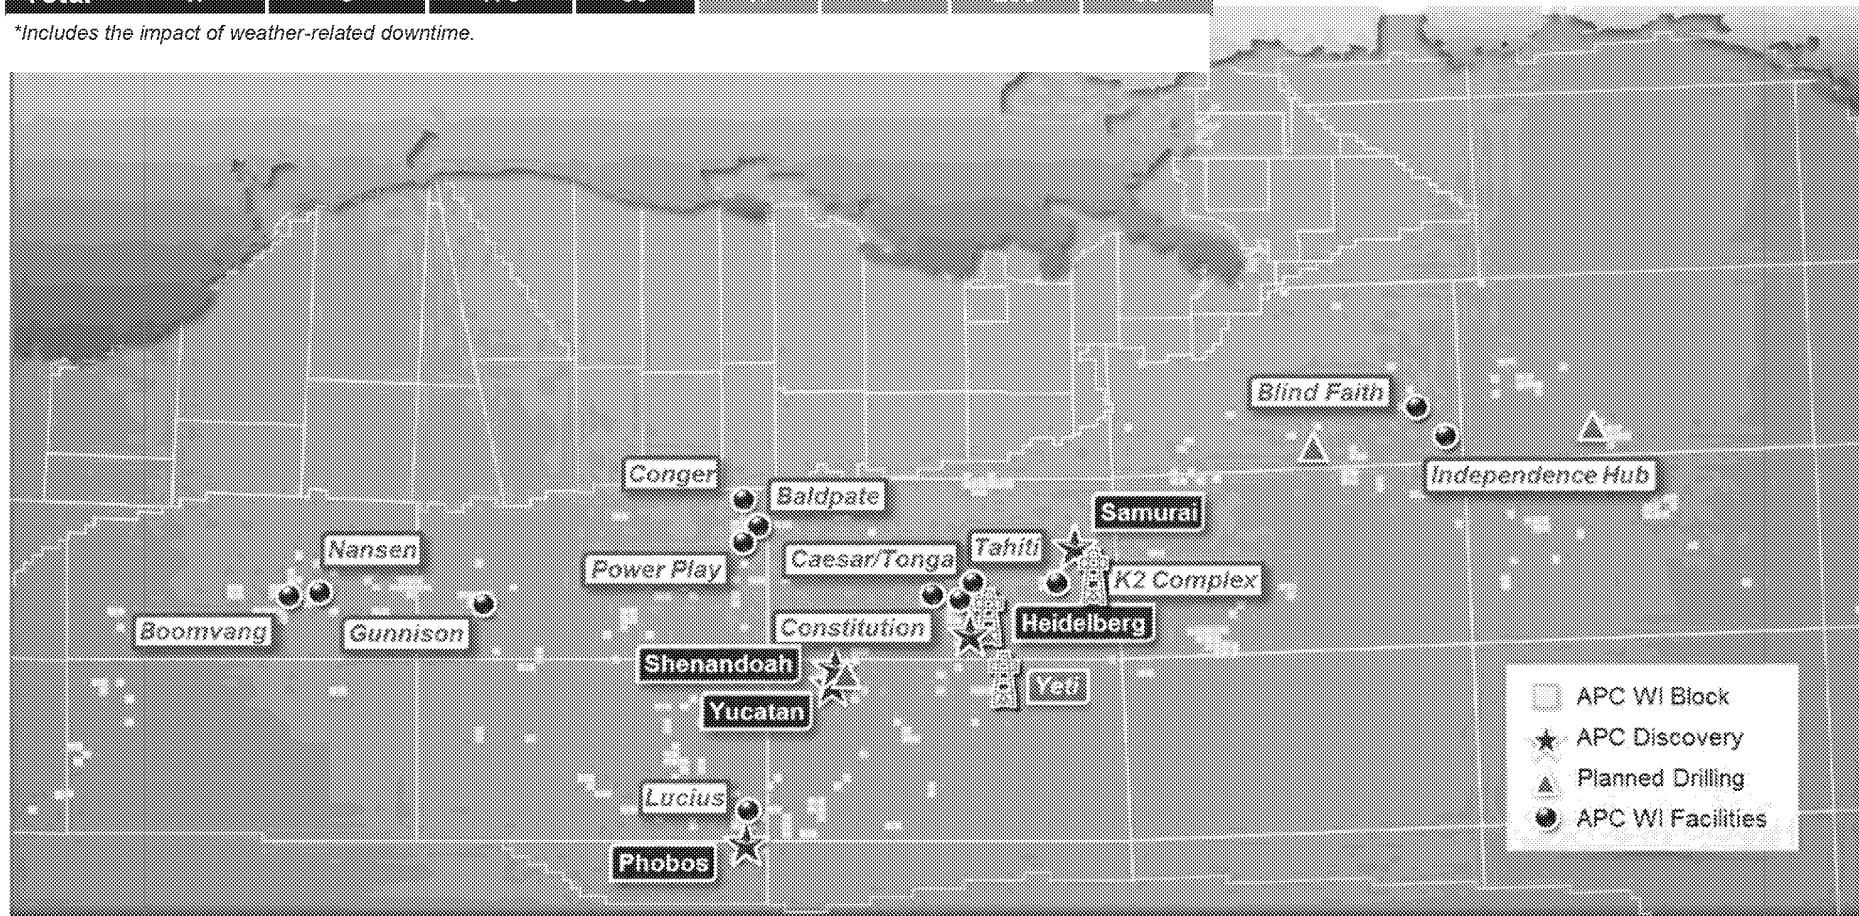 Total
*Includes the impact of weather-related downtime.
Blind Faith
Independence Hub
Conger
Baldpate
Samurai
Nansen
Tahiti
Power Play
Caesar/Tonga
K2 Complex
Boomvang
Gunnison
Constitution
Heidelberg
Shenandoah
Yeti
Yucatan
Lucius
Phobos
APC WI Block
APC Discovery
Planned Drilling
APC WI Facilities